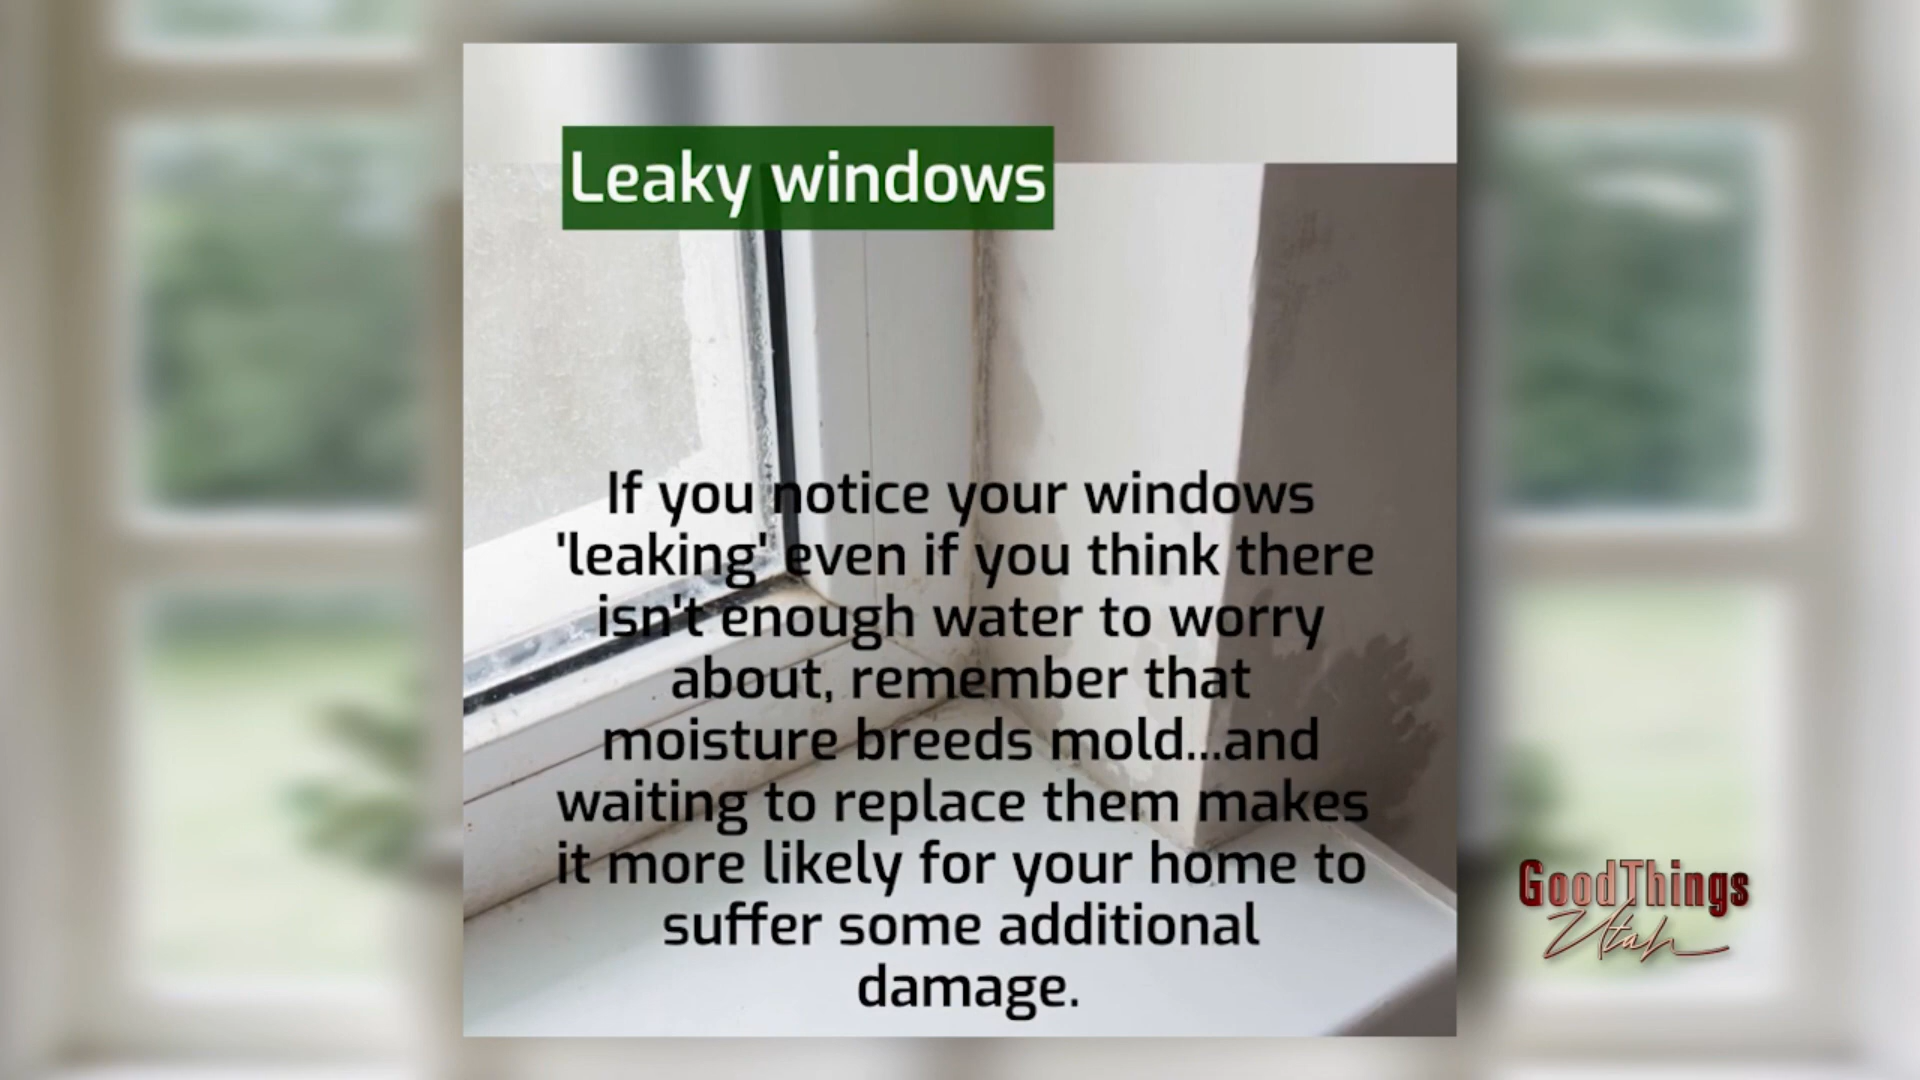 Leaky windows
If you notice your windows
'leaking' even if you think there
isn't enough water to worry
about, remember that
moisture breeds mold...and
waiting to replace them makes
it more likely for your home to
suffer some additional
damage.
GoodThings
Utah